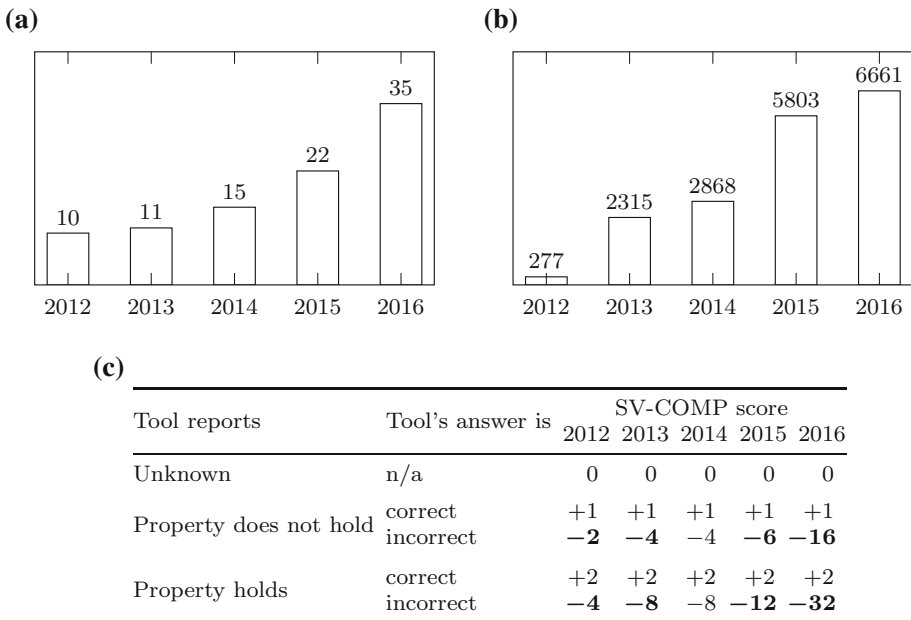 (a)
10
11
15
22
35
2012 2013 2014 2015 2016
(b)
277
2315
2868
5803
6661
2012 2013 2014 2015 2016
(c)
SV-COMP score
Tool reports Tool's answer is 2012 2013 2014 2015 2016
Unknown n/a 0 0 0 0 0
Property does not hold correct +1 +1 +1 +1 +1
incorrect −2 −4 −4 −6 −16
Property holds correct +2 +2 +2 +2 +2
incorrect −4 −8 −8 −12 −32